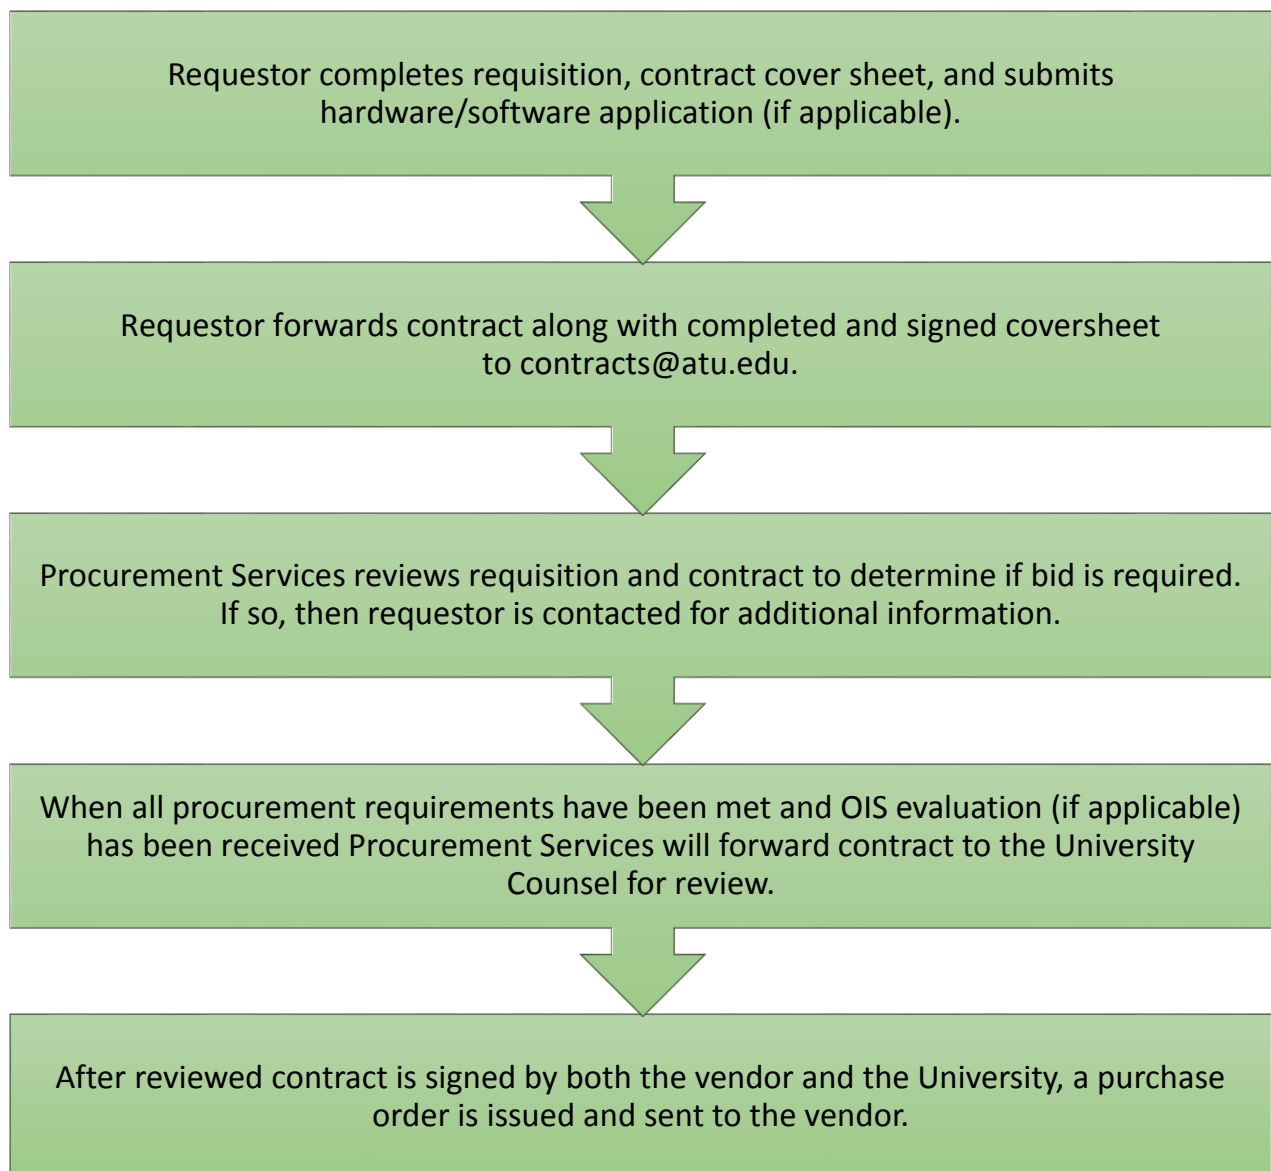 Requestor completes requisition, contract cover sheet, and submits
hardware/software application (if applicable).
Requestor forwards contract along with completed and signed coversheet
to contracts@atu.edu.
Procurement Services reviews requisition and contract to determine if bid is required.
If so, then requestor is contacted for additional information.
When all procurement requirements have been met and OIS evaluation (if applicable)
has been received Procurement Services will forward contract to the University
Counsel for review.
After reviewed contract is signed by both the vendor and the University, a purchase
order is issued and sent to the vendor.